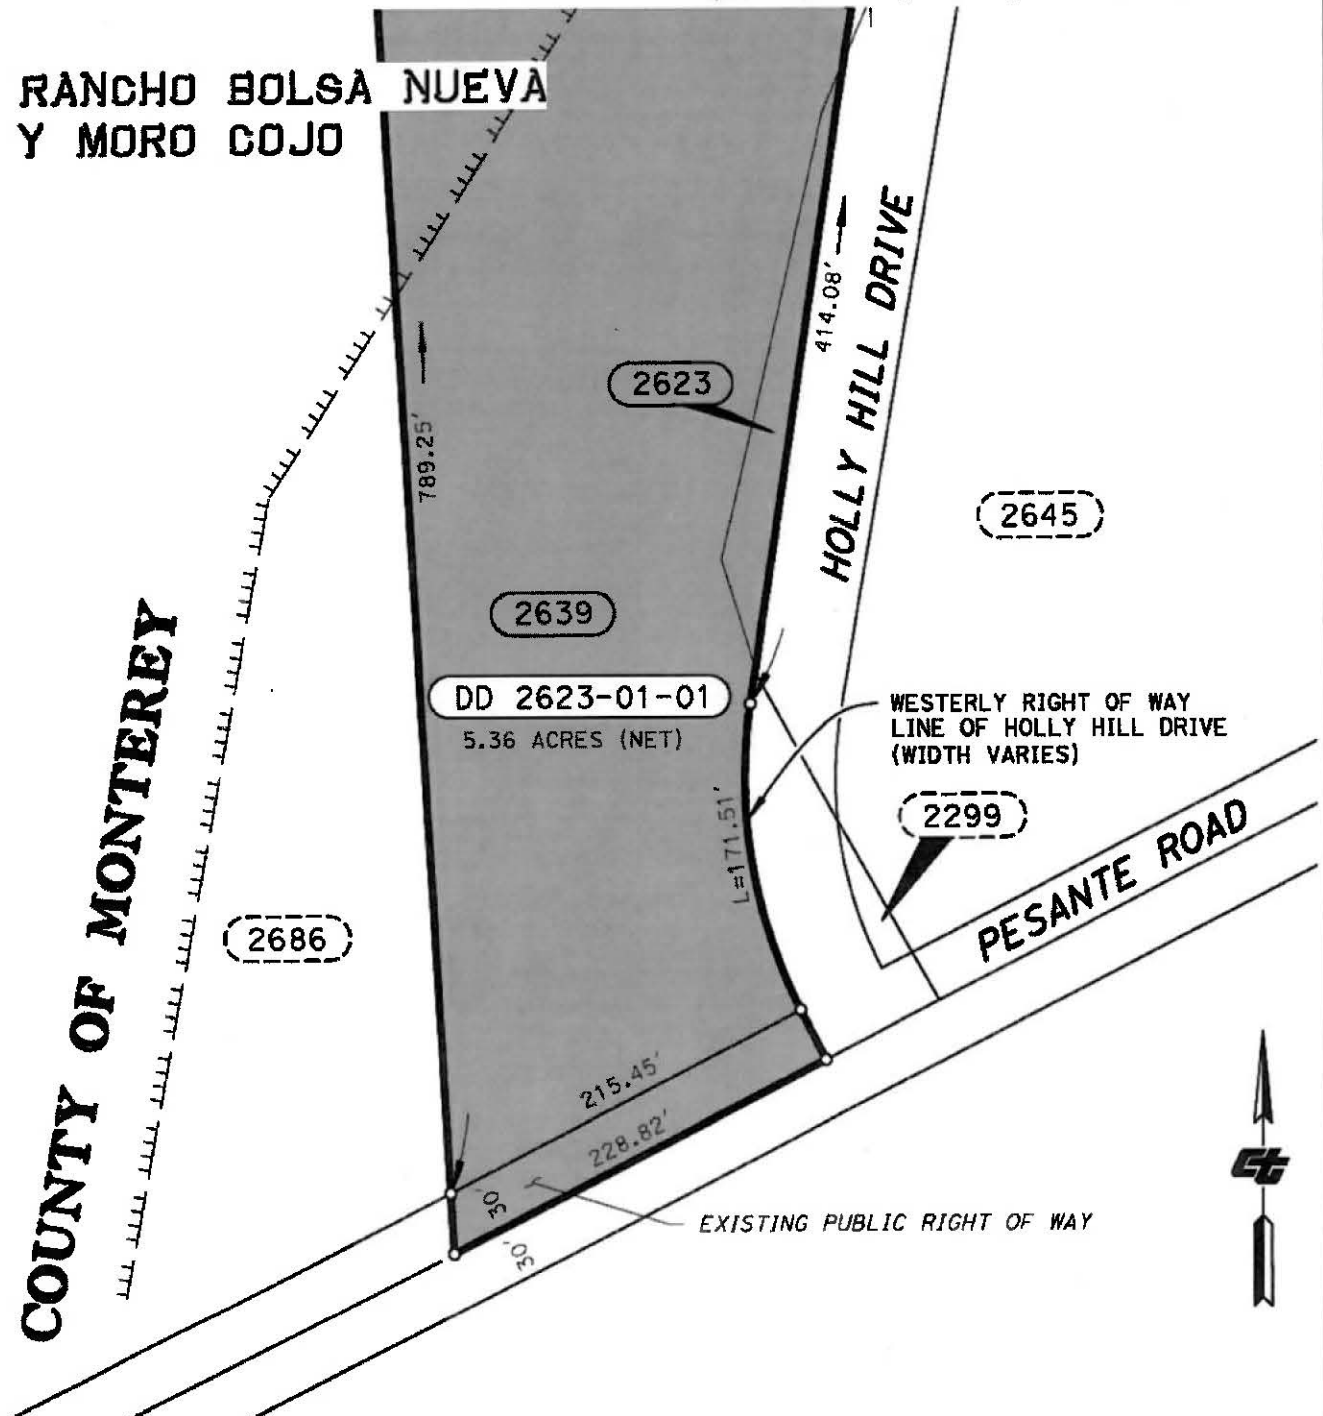 RANCHO BOLSA NUEVA
Y MORO COJO
414.08'
HOLLY HILL DRIVE
2623
789.25'
2645
2639
COUNTY OF MONTEREY
DD 2623-01-01
5.36 ACRES (NET)
WESTERLY RIGHT OF WAY
LINE OF HOLLY HILL DRIVE
(WIDTH VARIES)
L=171.51'
2299
PESANTE ROAD
2686
215.45'
228.82'
30'
30'
EXISTING PUBLIC RIGHT OF WAY
Ct